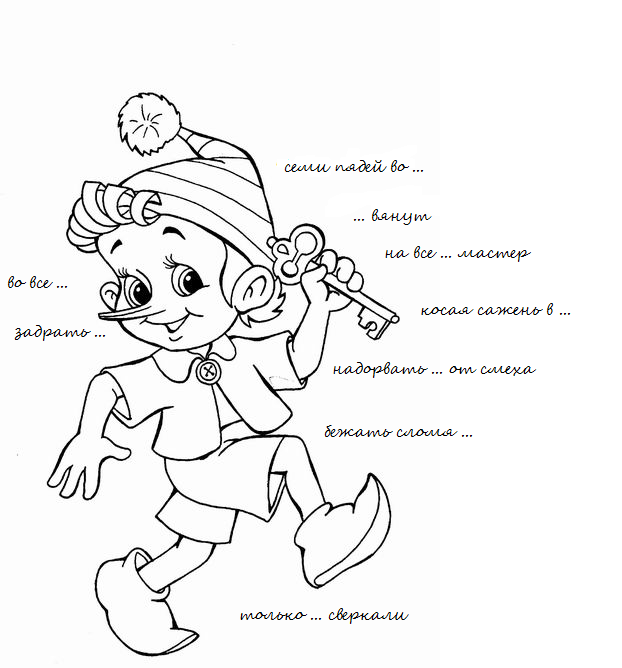 семи пядей во ...
... вянут
на все ... мастер
во все ...
косая сажень в ...
задрать ...
надорвать ... от смеха
бежать сломя ...
только ... сверкали